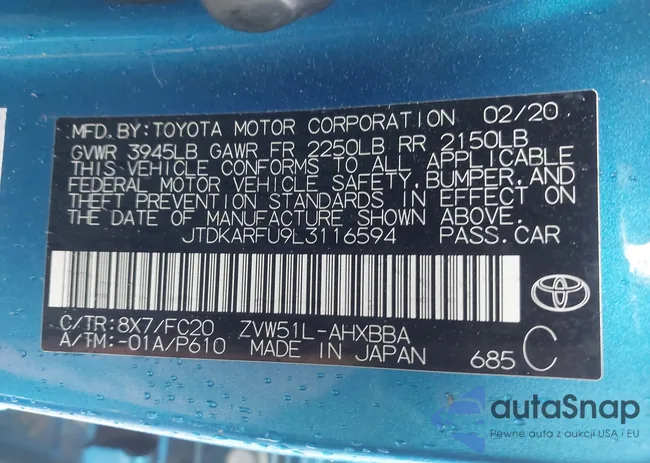 MFD. BY: TOYOTA MOTOR CORPORATION 02/20
GVWR 3945LB GAWR FR 2250LB RR 2150LB
THIS VEHICLE CONFORMS TO ALL APPLICABLE
FEDERAL MOTOR VEHICLE SAFETY, BUMPER, AND
THEFT PREVENTION STANDARDS IN EFFECT ON
THE DATE OF MANUFACTURE SHOWN ABOVE.
JTDKARFU9L3116594 PASS.CAR
C/TR: 8X7/FC20 ZVW51L-AHXBBA
A/TM: -01A/P610 MADE IN JAPAN 685 C
autaSnap
Pewne auta z aukcji USA i EU